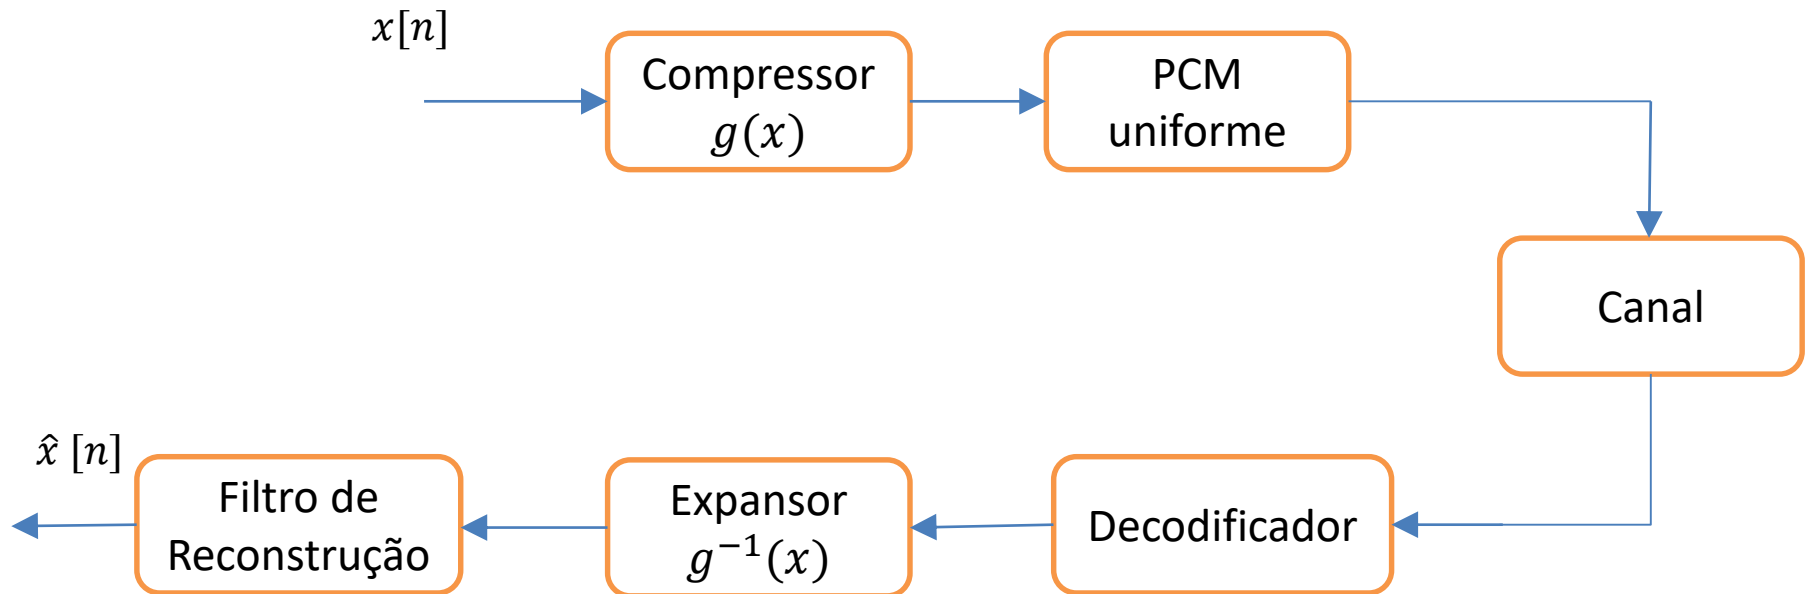 x[n]
Compressor
g(x)
PCM
uniforme
Canal
x̂ [n]
Filtro de
Reconstrução
Expansor
g⁻¹(x)
Decodificador